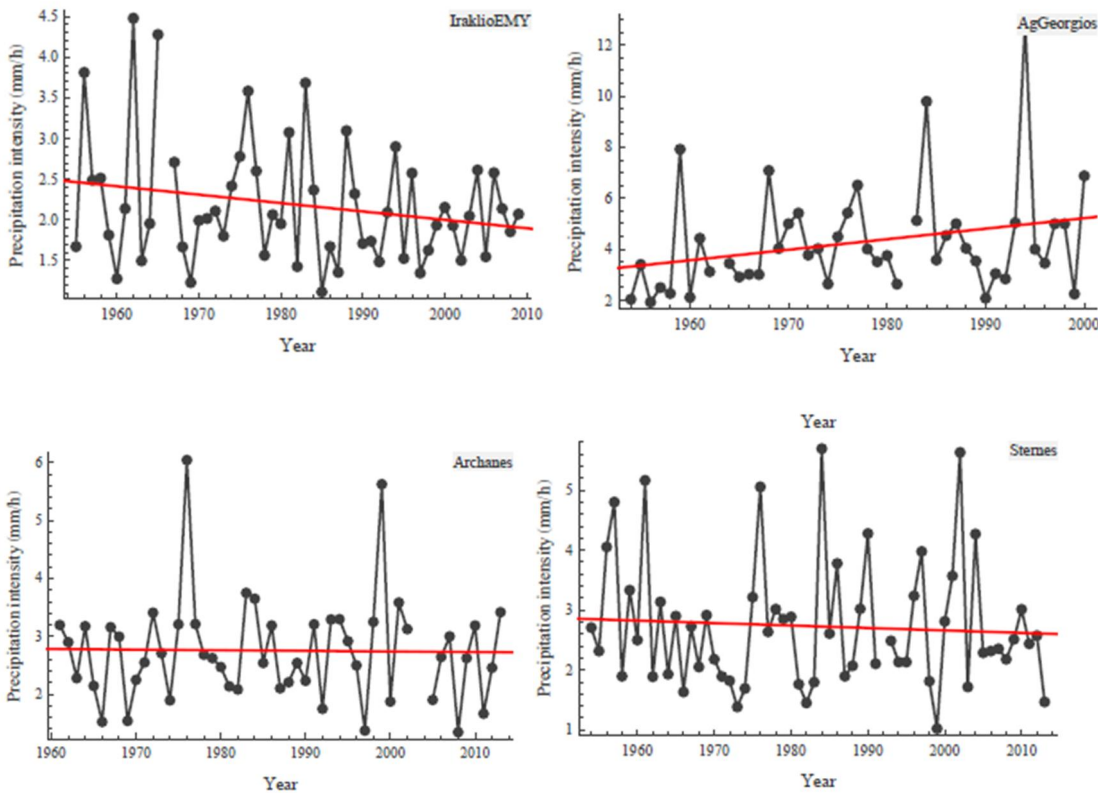 IraklioEMY
Precipitation intensity (mm/h)
4.5
4.0
3.5
3.0
2.5
2.0
1.5
1960 1970 1980 1990 2000 2010
Year
AgGeorgios
Precipitation intensity (mm/h)
12
10
8
6
4
2
1960 1970 1980 1990 2000
Year
Archanes
Precipitation intensity (mm/h)
6
5
4
3
2
1960 1970 1980 1990 2000 2010
Year
Year
Sternes
Precipitation intensity (mm/h)
5
4
3
2
1
1960 1970 1980 1990 2000 2010
Year